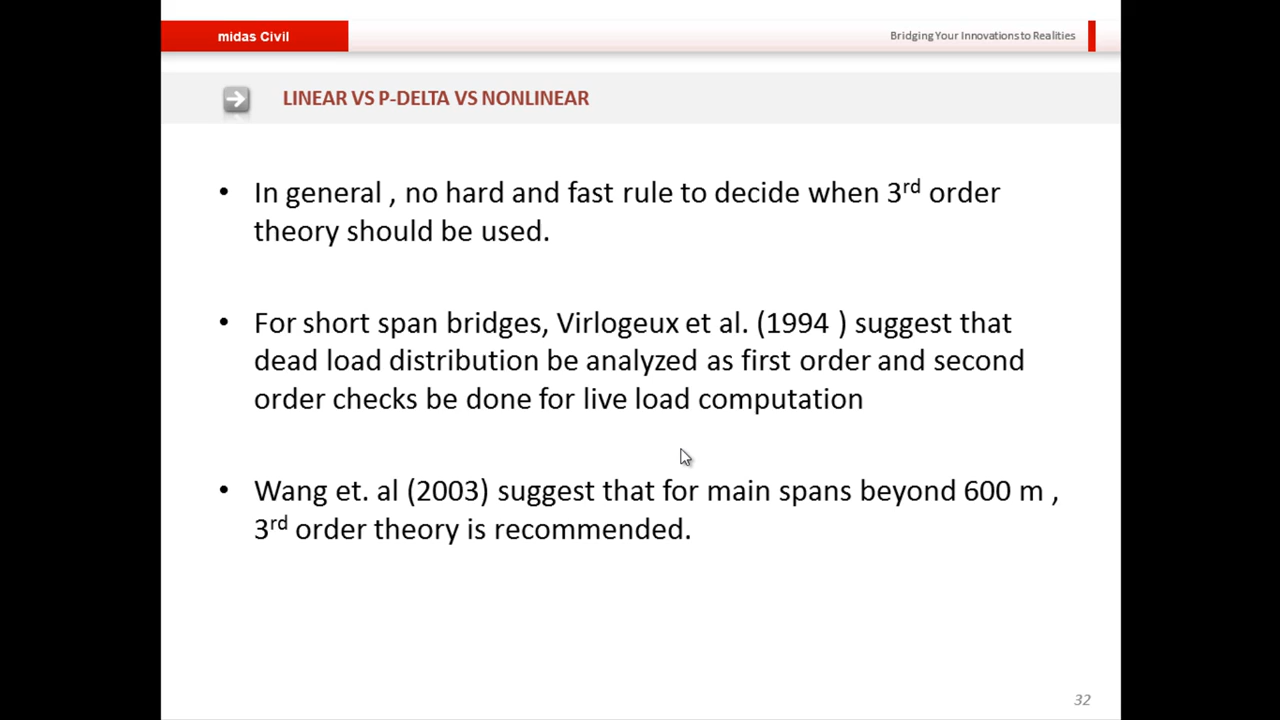 midas Civil
Bridging Your Innovations to Realities
LINEAR VS P-DELTA VS NONLINEAR
• In general , no hard and fast rule to decide when 3rd order
theory should be used.
• For short span bridges, Virlogeux et al. (1994 ) suggest that
dead load distribution be analyzed as first order and second
order checks be done for live load computation
• Wang et. al (2003) suggest that for main spans beyond 600 m ,
3rd order theory is recommended.
32